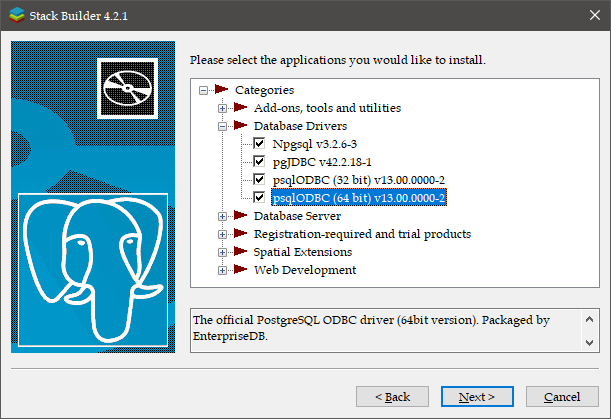 Stack Builder 4.2.1
Please select the applications you would like to install.
Categories
Add-ons, tools and utilities
Database Drivers
Npgsql v3.2.6-3
pgJDBC v42.2.18-1
psqlODBC (32 bit) v13.00.0000-2
psqlODBC (64 bit) v13.00.0000-2
Database Server
Registration-required and trial products
Spatial Extensions
Web Development
The official PostgreSQL ODBC driver (64bit version). Packaged by
EnterpriseDB.
< Back
Next >
Cancel